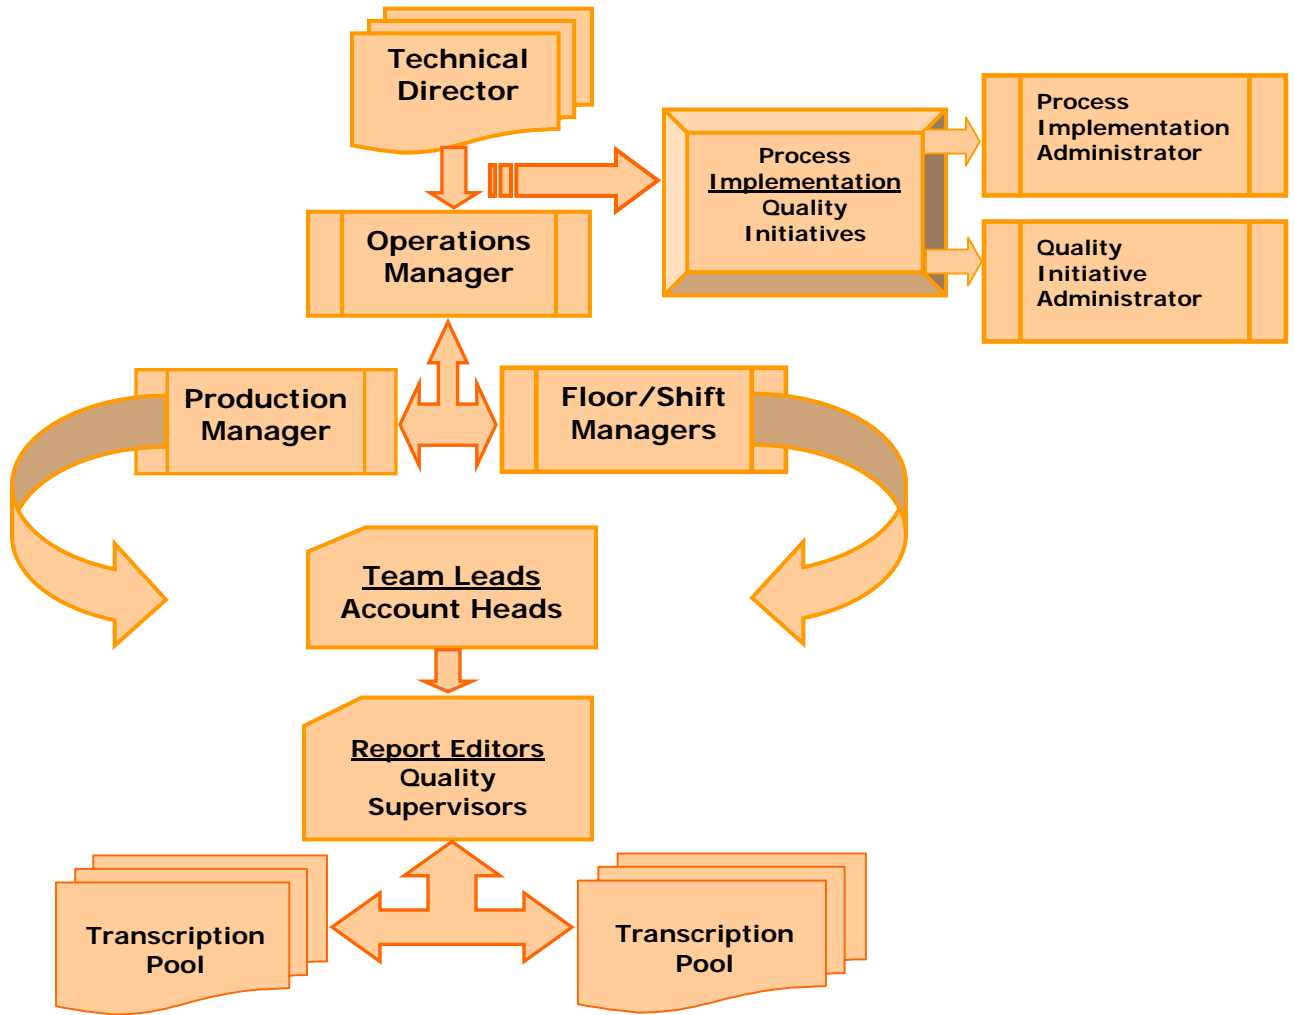 Technical
Director
Process
Implementation
Quality
Initiatives
Process
Implementation
Administrator
Quality
Initiative
Administrator
Operations
Manager
Production
Manager
Floor/Shift
Managers
Team Leads
Account Heads
Report Editors
Quality
Supervisors
Transcription
Pool
Transcription
Pool